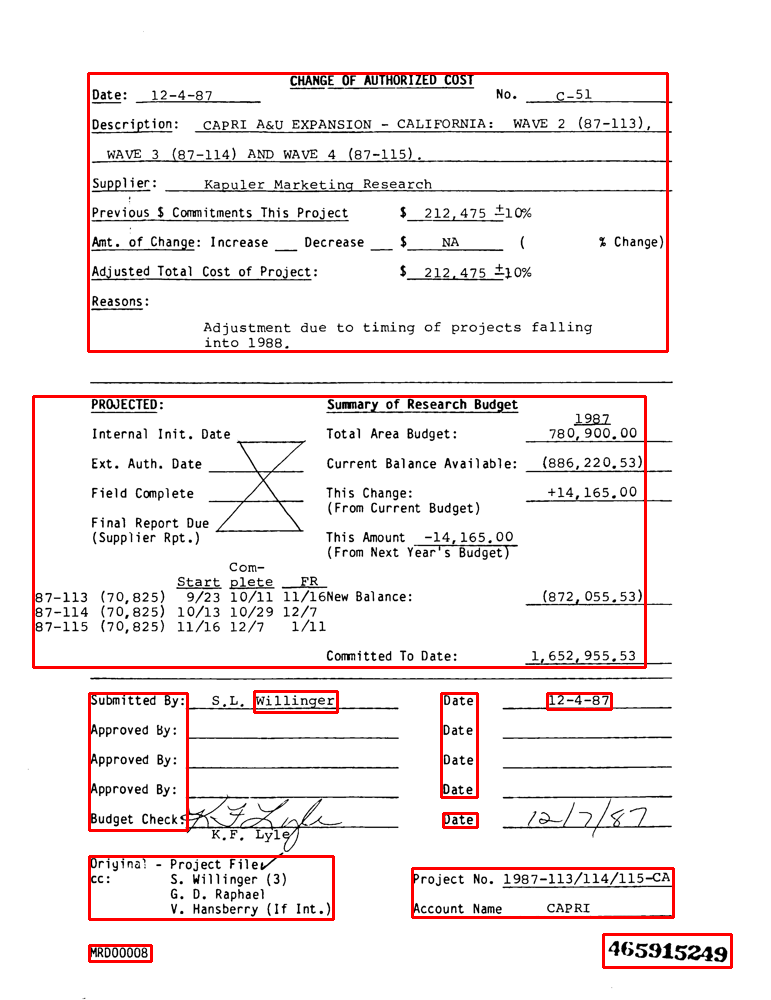 CHANGE OF AUTHORIZED COST
Date: 12-4-87 No. C-51
Description: CAPRI A&U EXPANSION - CALIFORNIA: WAVE 2 (87-113),
WAVE 3 (87-114) AND WAVE 4 (87-115).
Supplier: Kapuler Marketing Research
Previous $ Commitments This Project $ 212,475 ±10%
Amt. of Change: Increase ___ Decrease ___ $ NA ( % Change)
Adjusted Total Cost of Project: $ 212,475 ±10%
Reasons:
Adjustment due to timing of projects falling
into 1988.
PROJECTED: Summary of Research Budget
1987
Internal Init. Date Total Area Budget: 780,900.00
Ext. Auth. Date Current Balance Available: (886,220.53)
Field Complete This Change: +14,165.00
(From Current Budget)
Final Report Due
(Supplier Rpt.) This Amount -14,165.00
(From Next Year's Budget)
Com-
Start plete FR
87-113 (70,825) 9/23 10/11 11/16 New Balance: (872,055.53)
87-114 (70,825) 10/13 10/29 12/7
87-115 (70,825) 11/16 12/7 1/11
Committed To Date: 1,652,955.53
Submitted By: S.L. Willinger Date 12-4-87
Approved By: Date
Approved By: Date
Approved By: Date
Budget Check: K F Lyle Date 12/7/87
K.F. Lyle
Original - Project File✓
cc: S. Willinger (3)
G. D. Raphael
V. Hansberry (If Int.)
Project No. 1987-113/114/115-CA
Account Name CAPRI
MRD00008
465915249